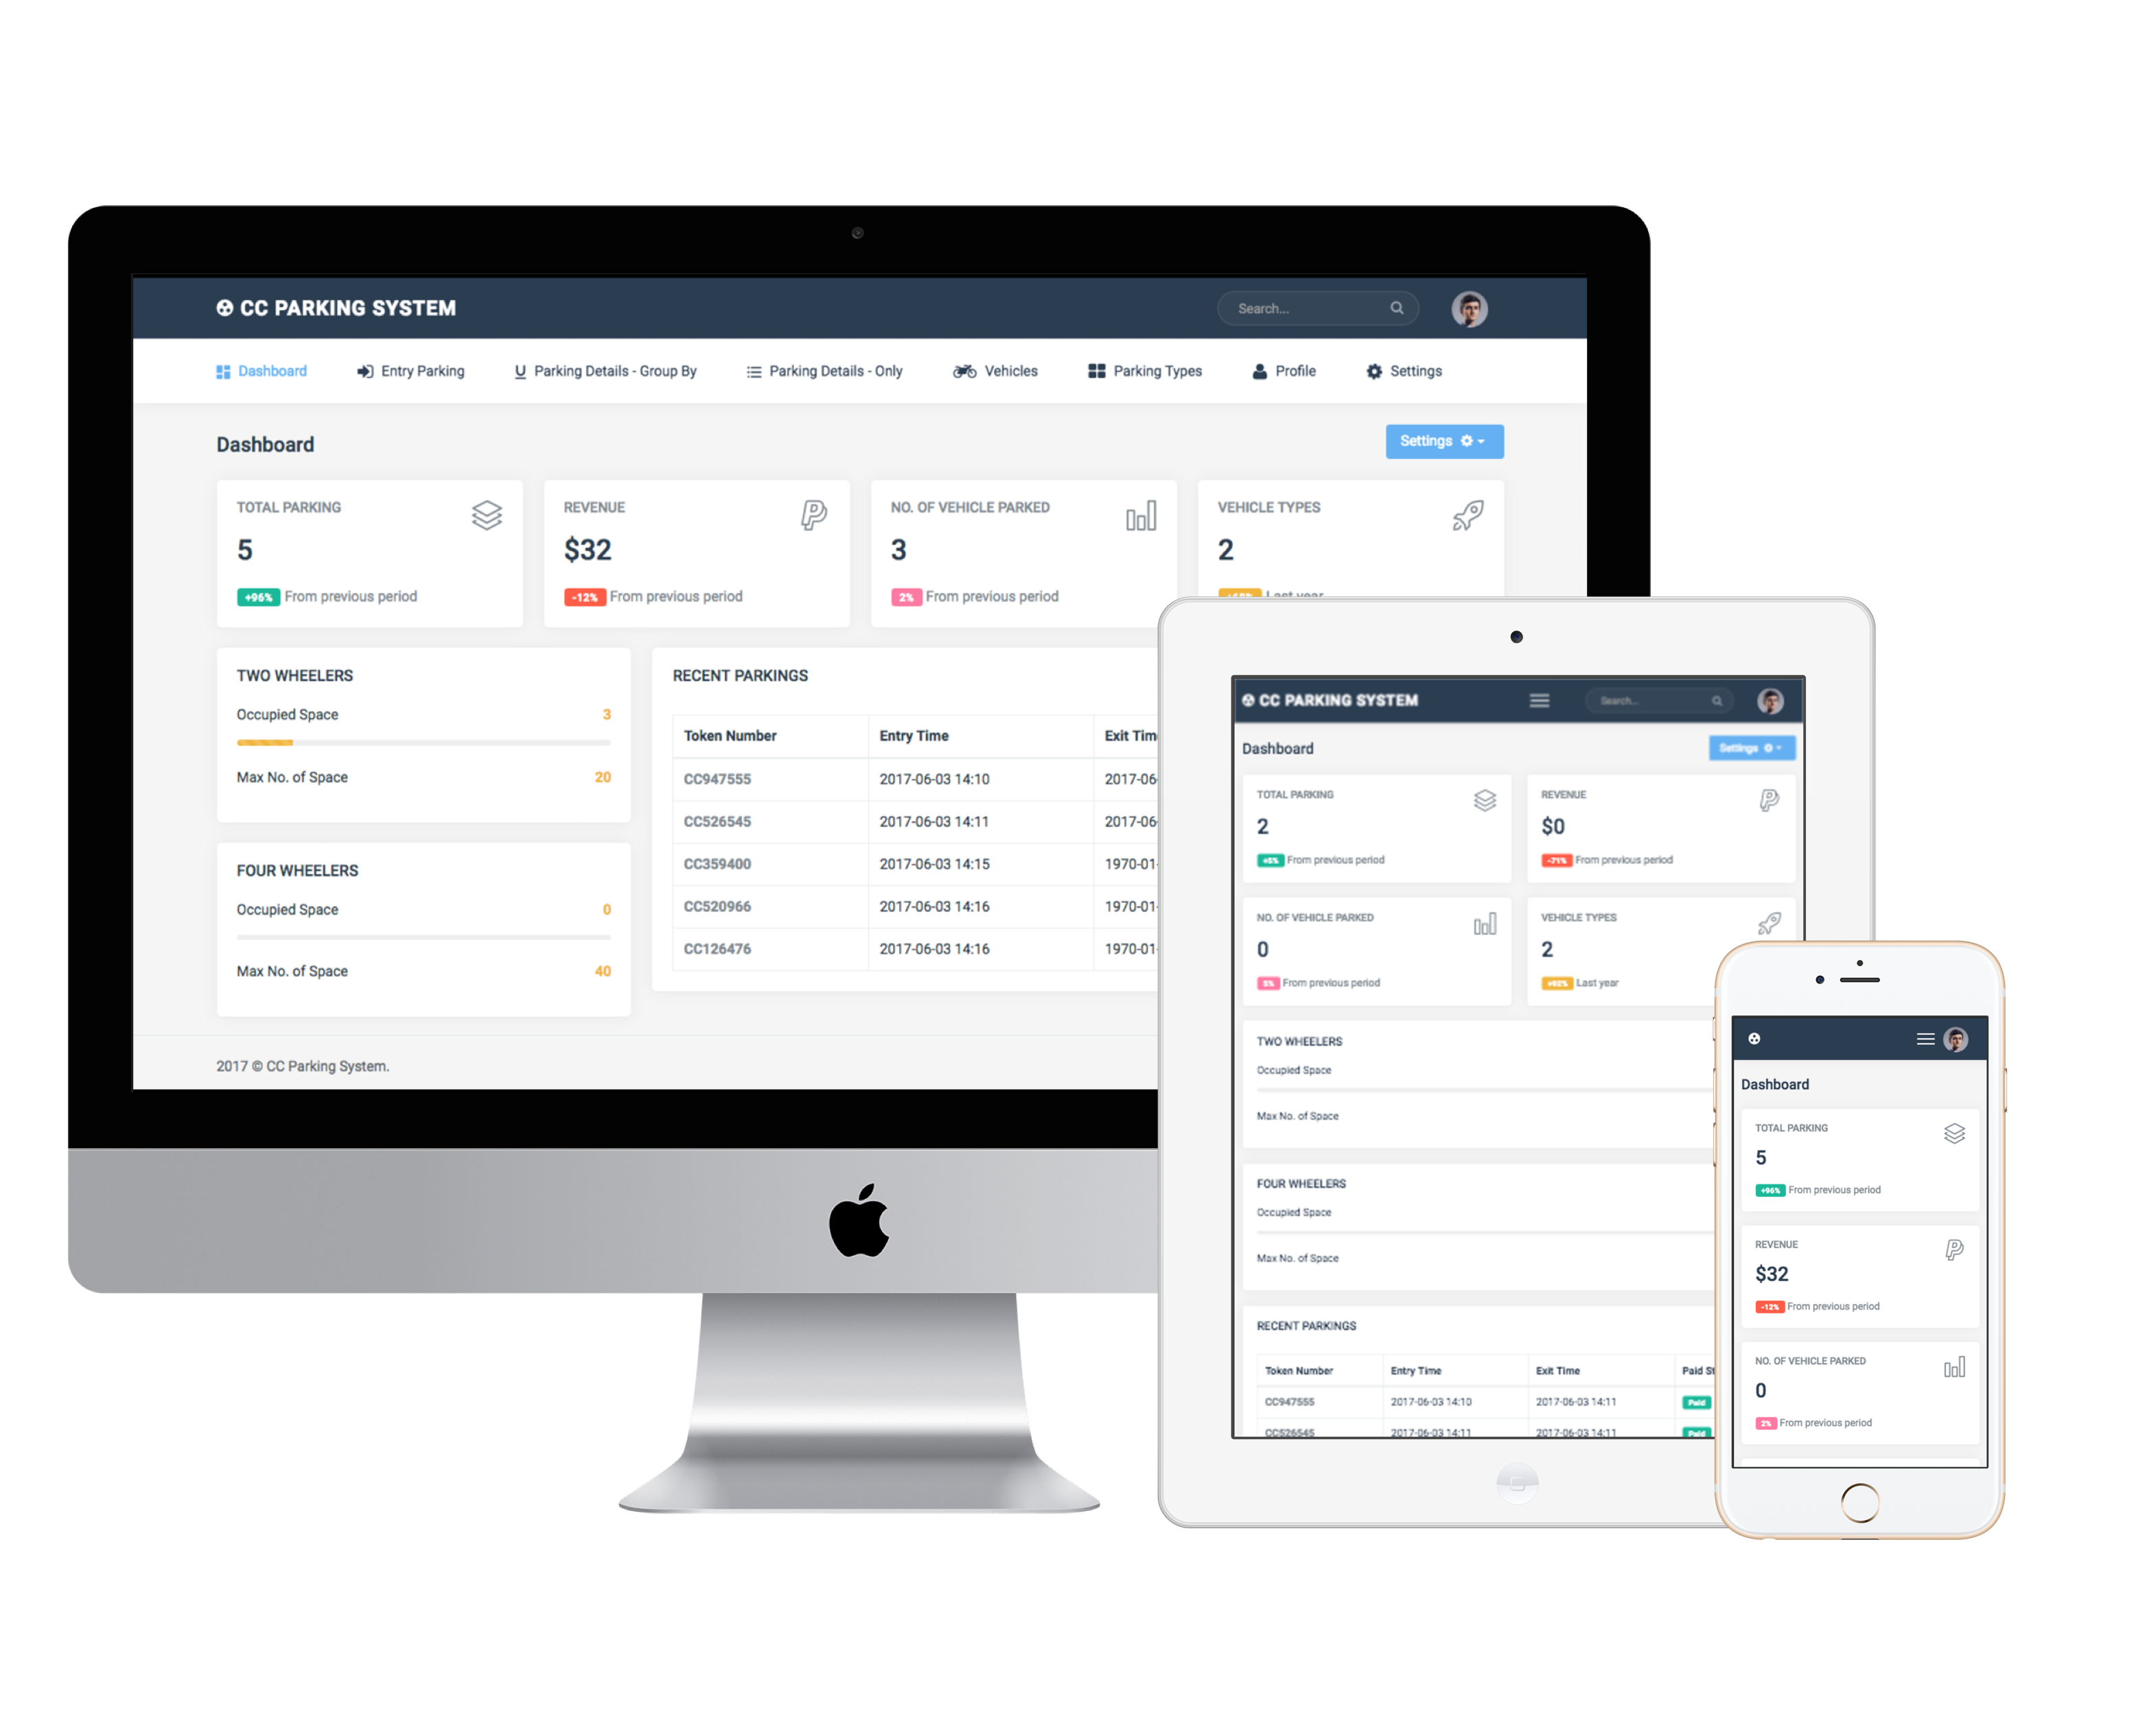 CC PARKING SYSTEM
Search...
Dashboard Entry Parking Parking Details - Group By Parking Details - Only Vehicles Parking Types Profile Settings
Dashboard
Settings
TOTAL PARKING
5
+96% From previous period
REVENUE
$32
-12% From previous period
NO. OF VEHICLE PARKED
3
2% From previous period
VEHICLE TYPES
2
Last year
TWO WHEELERS
Occupied Space 3
Max No. of Space 20
FOUR WHEELERS
Occupied Space 0
Max No. of Space 40
RECENT PARKINGS
Token Number Entry Time Exit Tim
CC947555 2017-06-03 14:10 2017-06-
CC526545 2017-06-03 14:11 2017-06-
CC359400 2017-06-03 14:15 1970-01-
CC520966 2017-06-03 14:16 1970-01-
CC126476 2017-06-03 14:16 1970-01-
2017 © CC Parking System.
CC PARKING SYSTEM
Search...
Dashboard
Settings
TOTAL PARKING
2
+5% From previous period
REVENUE
$0
-71% From previous period
NO. OF VEHICLE PARKED
0
5% From previous period
VEHICLE TYPES
2
+92% Last year
TWO WHEELERS
Occupied Space
Max No. of Space
FOUR WHEELERS
Occupied Space
Max No. of Space
RECENT PARKINGS
Token Number Entry Time Exit Time Paid St
CC947555 2017-06-03 14:10 2017-06-03 14:11 Paid
CC526545 2017-06-03 14:11 2017-06-03 14:11 Paid
Dashboard
TOTAL PARKING
5
+96% From previous period
REVENUE
$32
-12% From previous period
NO. OF VEHICLE PARKED
0
2% From previous period